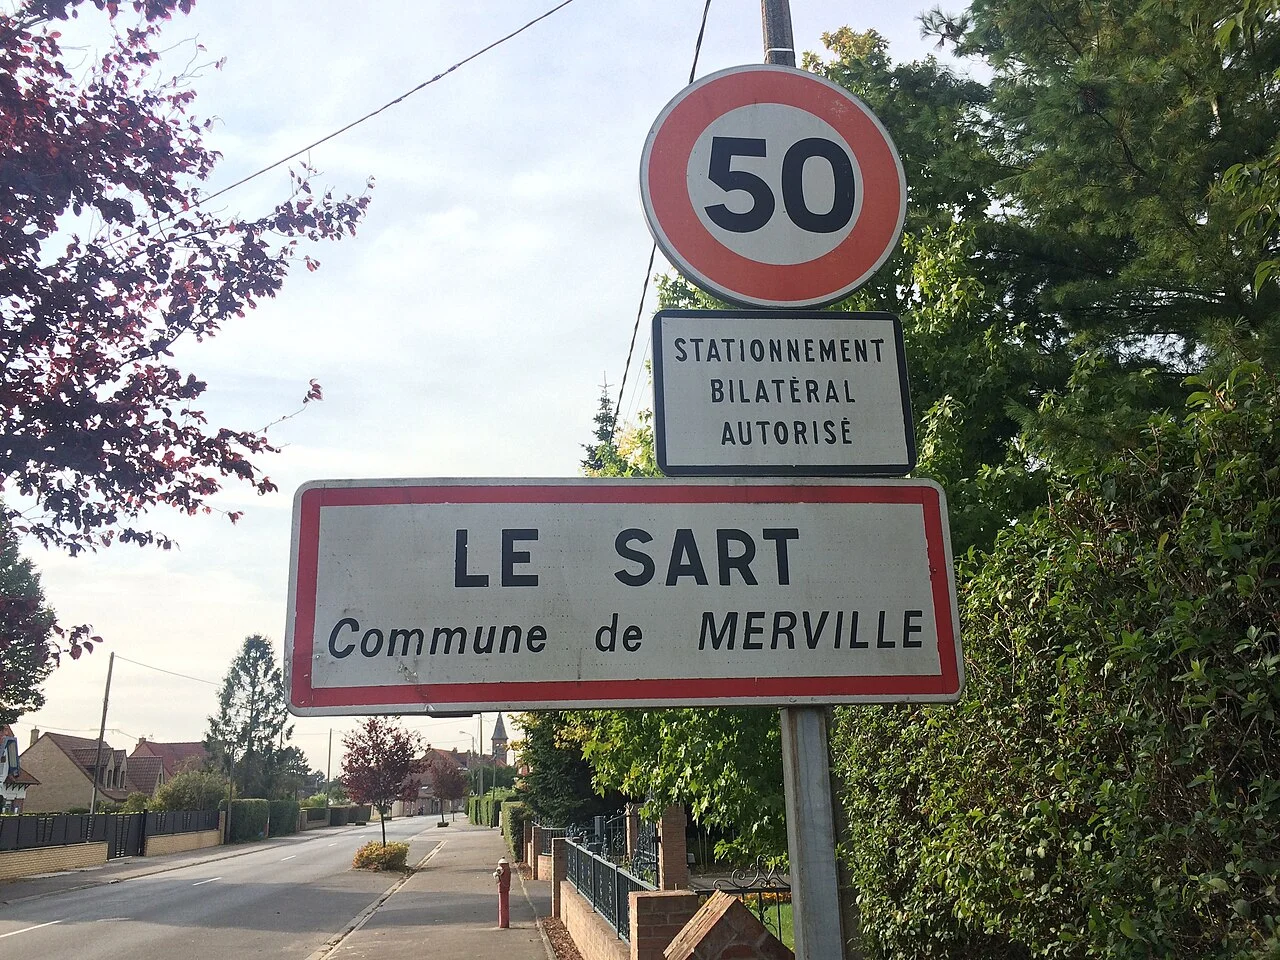 50
STATIONNEMENT
BILATÉRAL
AUTORISÉ
LE SART
Commune de MERVILLE